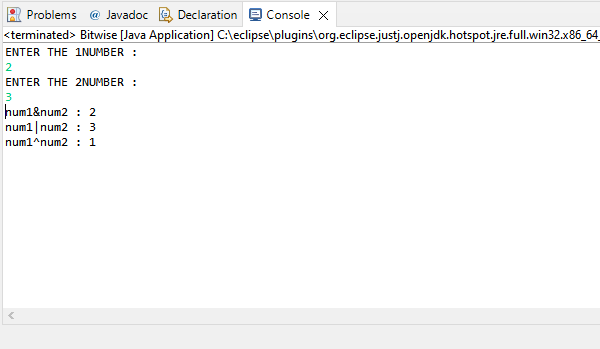 Problems @ Javadoc Declaration Console
<terminated> Bitwise [Java Application] C:\eclipse\plugins\org.eclipse.justj.openjdk.hotspot.jre.full.win32.x86_64_
ENTER THE 1NUMBER :
2
ENTER THE 2NUMBER :
3
num1&num2 : 2
num1|num2 : 3
num1^num2 : 1